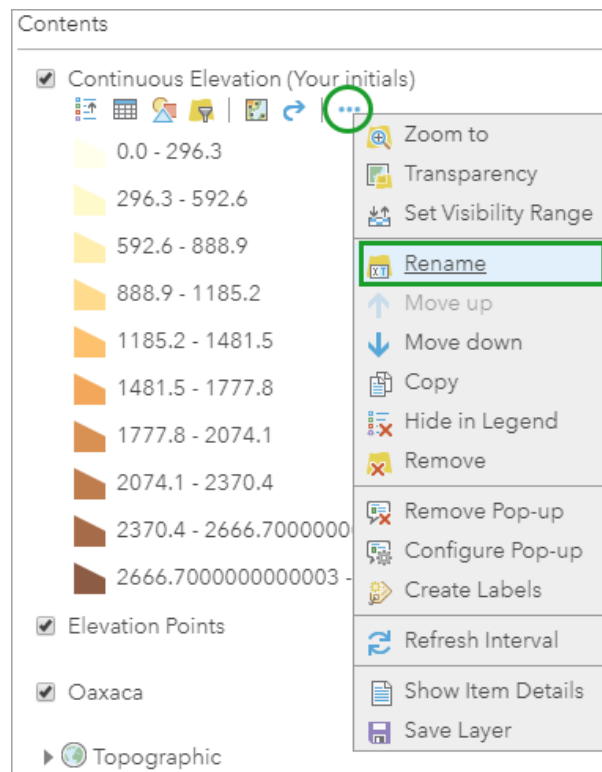 Contents
Continuous Elevation (Your initials)
0.0 - 296.3
296.3 - 592.6
592.6 - 888.9
888.9 - 1185.2
1185.2 - 1481.5
1481.5 - 1777.8
1777.8 - 2074.1
2074.1 - 2370.4
2370.4 - 2666.7000000
2666.7000000000003 -
Elevation Points
Oaxaca
Topographic
Zoom to
Transparency
Set Visibility Range
Rename
Move up
Move down
Copy
Hide in Legend
Remove
Remove Pop-up
Configure Pop-up
Create Labels
Refresh Interval
Show Item Details
Save Layer